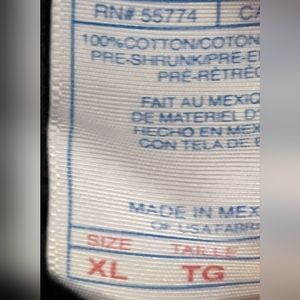 RN# 55774 CA
100%COTTON/COTON
PRE-SHRUNK/PRE-E
PRÉ-RÉTRÉC
FAIT AU MEXIQ
DE MATERIEL D'
HECHO EN MEX
CON TELA DE E
MADE IN MEX
OF USA FABR
SIZE TAILLE
XL TG